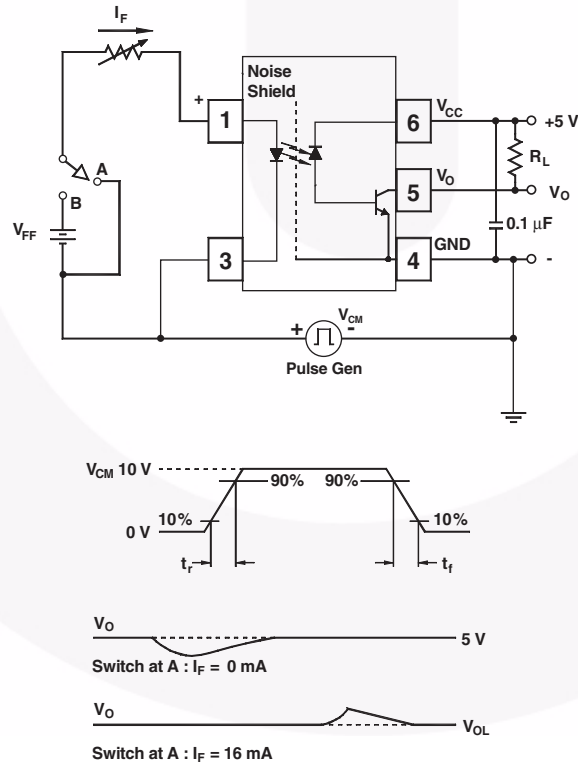 I_F
Noise
Shield
+
1
6
V_CC
+5 V
R_L
A
B
5
V_O
V_O
0.1 μF
V_FF
3
4
GND
-
+
V_CM
-
Pulse Gen
V_CM 10 V
90%
90%
10%
10%
0 V
t_r
t_f
V_O
5 V
Switch at A : I_F = 0 mA
V_O
V_OL
Switch at A : I_F = 16 mA